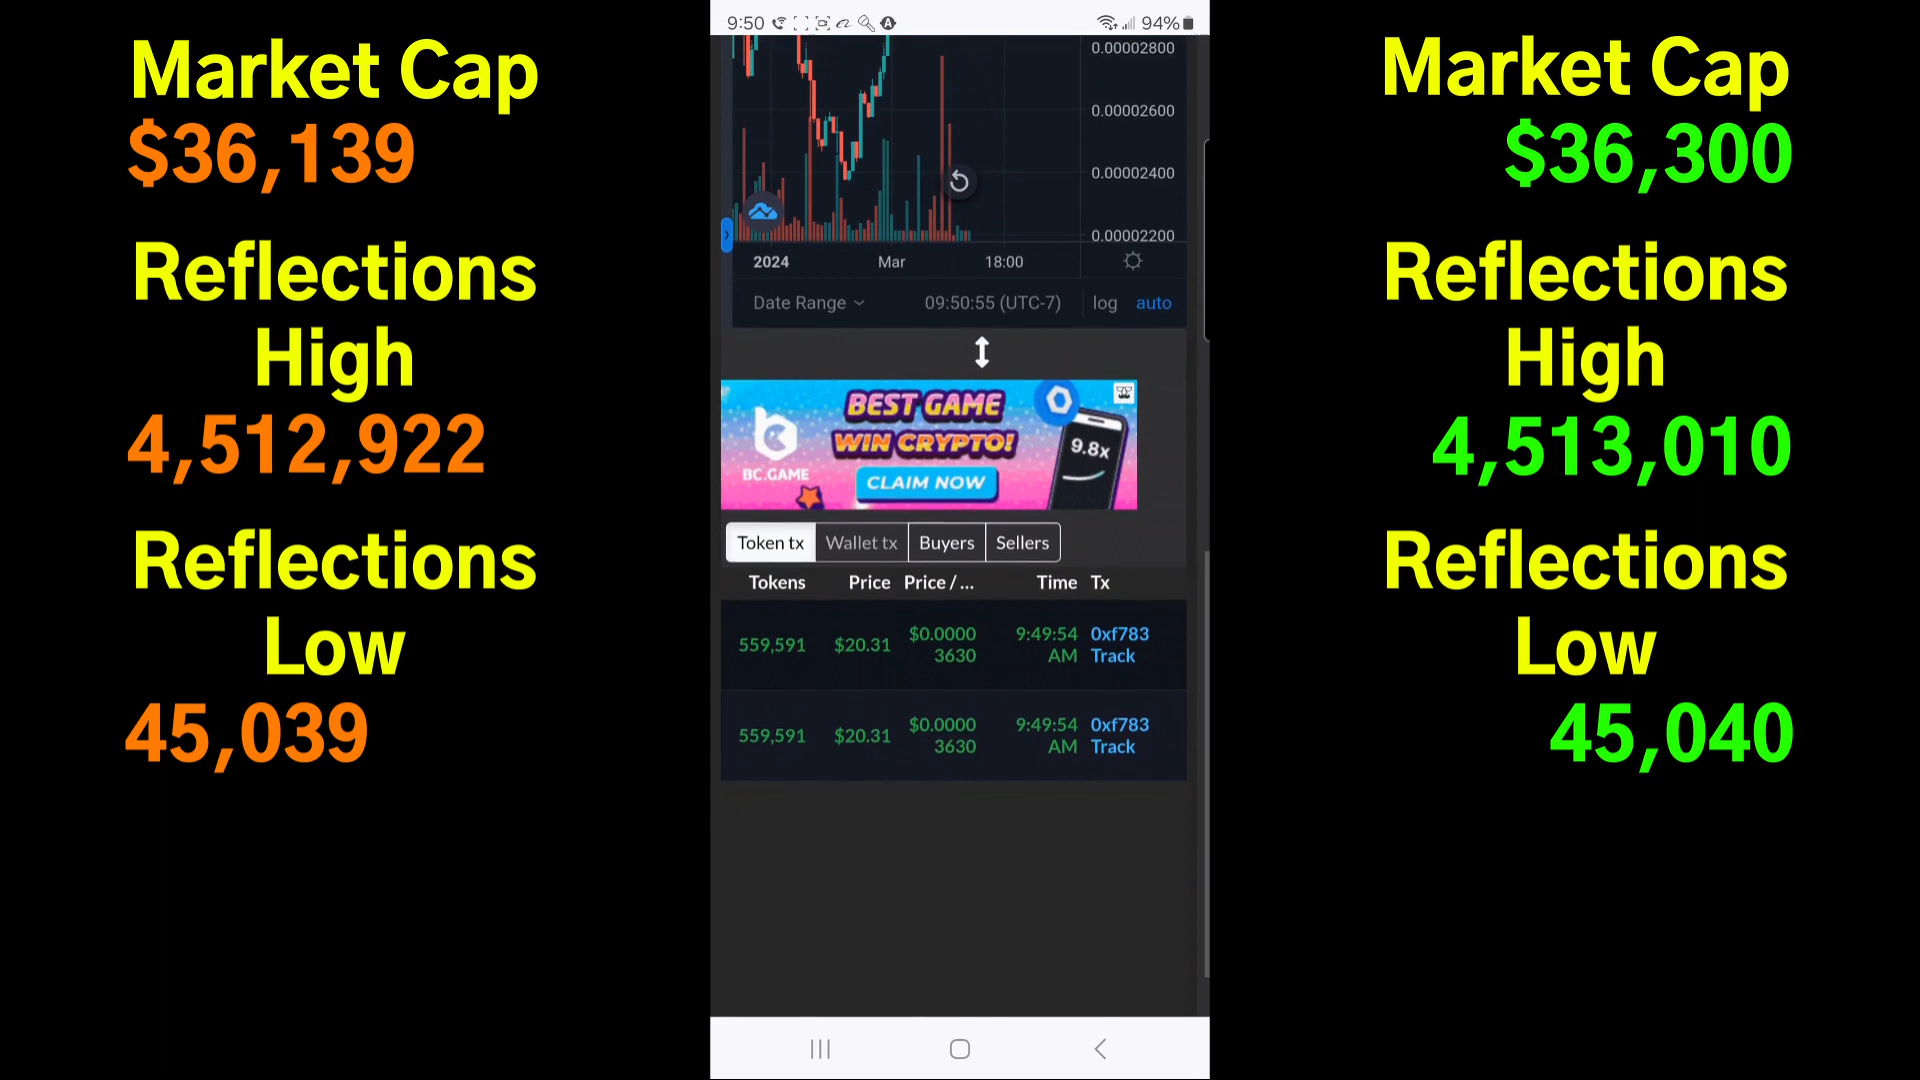 Market Cap
$36,139
Reflections
High
4,512,922
Reflections
Low
45,039
9:50
A
94%
0.00002800
0.00002600
0.00002400
0.00002200
2024 Mar 18:00
Date Range 09:50:55 (UTC-7) log auto
BEST GAME
WIN CRYPTO!
BC.GAME
CLAIM NOW
9.8x
Token tx Wallet tx Buyers Sellers
Tokens Price Price / ... Time Tx
559,591 $20.31 $0.0000 9:49:54 0xf783
3630 AM Track
559,591 $20.31 $0.0000 9:49:54 0xf783
3630 AM Track
Market Cap
$36,300
Reflections
High
4,513,010
Reflections
Low
45,040